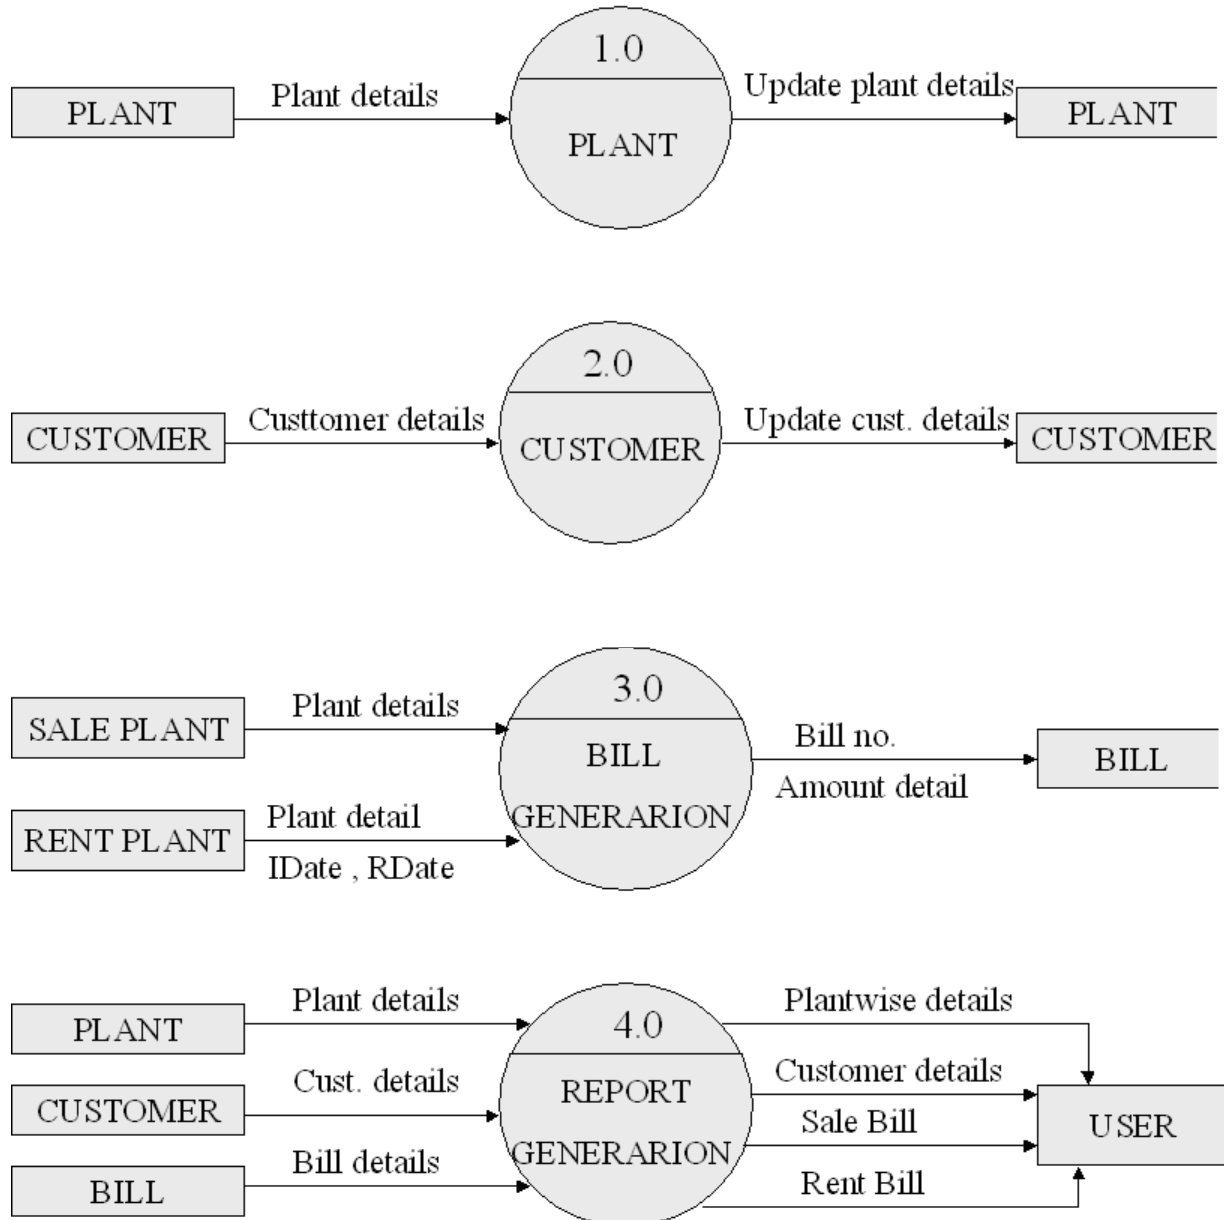 1.0
PLANT
Plant details
PLANT
Update plant details
PLANT
2.0
CUSTOMER
Custtomer details
CUSTOMER
Update cust. details
CUSTOMER
3.0
SALE PLANT
Plant details
BILL
GENERARION
Bill no.
Amount detail
BILL
RENT PLANT
Plant detail
IDate , RDate
4.0
PLANT
Plant details
CUSTOMER
Cust. details
BILL
Bill details
REPORT
GENERARION
Plantwise details
Customer details
Sale Bill
Rent Bill
USER